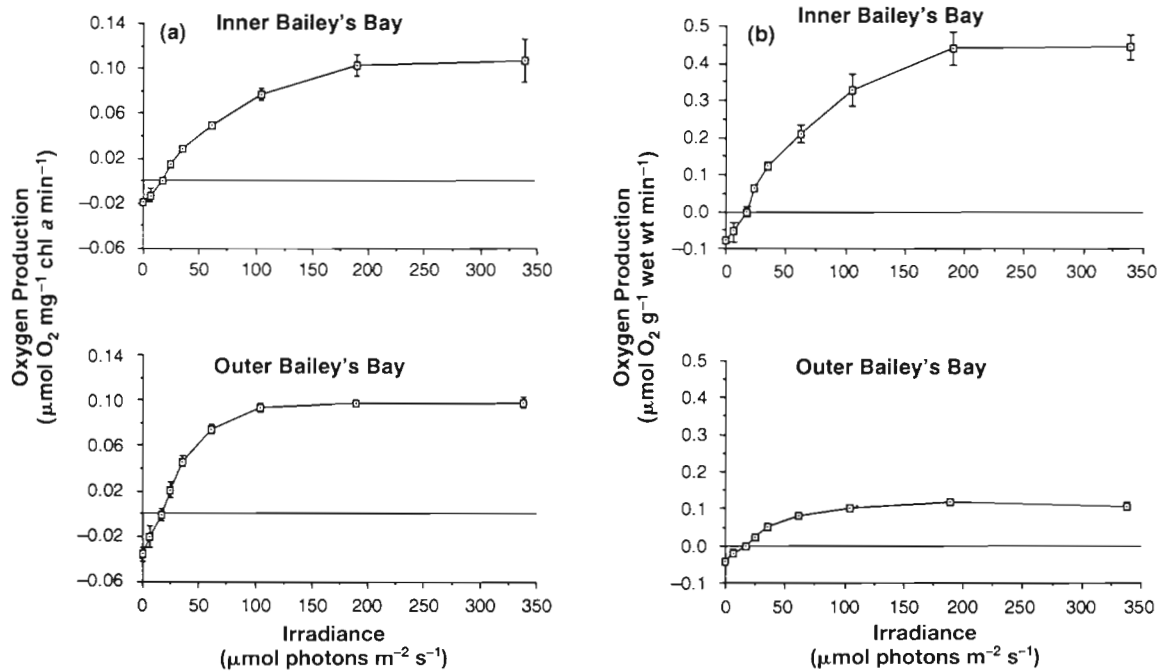 (a)
Inner Bailey's Bay
0.14
0.10
0.06
0.02
−0.02
−0.06
0 50 100 150 200 250 300 350
Outer Bailey's Bay
0.14
0.10
0.06
0.02
−0.02
−0.06
0 50 100 150 200 250 300 350
Oxygen Production
(μmol O₂ mg⁻¹ chl a min⁻¹)
Irradiance
(μmol photons m⁻² s⁻¹)
(b)
Inner Bailey's Bay
0.5
0.4
0.3
0.2
0.1
0.0
−0.1
0 50 100 150 200 250 300 350
Outer Bailey's Bay
0.5
0.4
0.3
0.2
0.1
0.0
−0.1
0 50 100 150 200 250 300 350
Oxygen Production
(μmol O₂ g⁻¹ wet wt min⁻¹)
Irradiance
(μmol photons m⁻² s⁻¹)